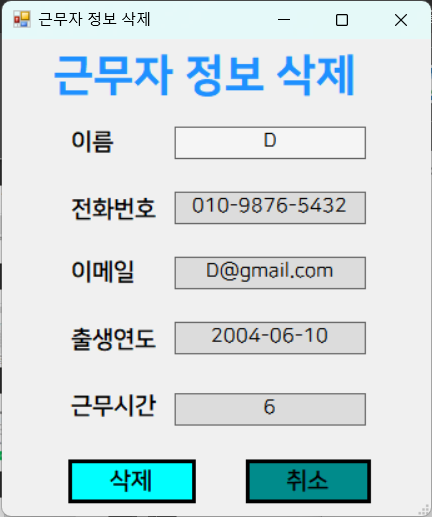 근무자 정보 삭제
근무자 정보 삭제
이름 D
전화번호 010-9876-5432
이메일 D@gmail.com
출생연도 2004-06-10
근무시간 6
삭제 취소